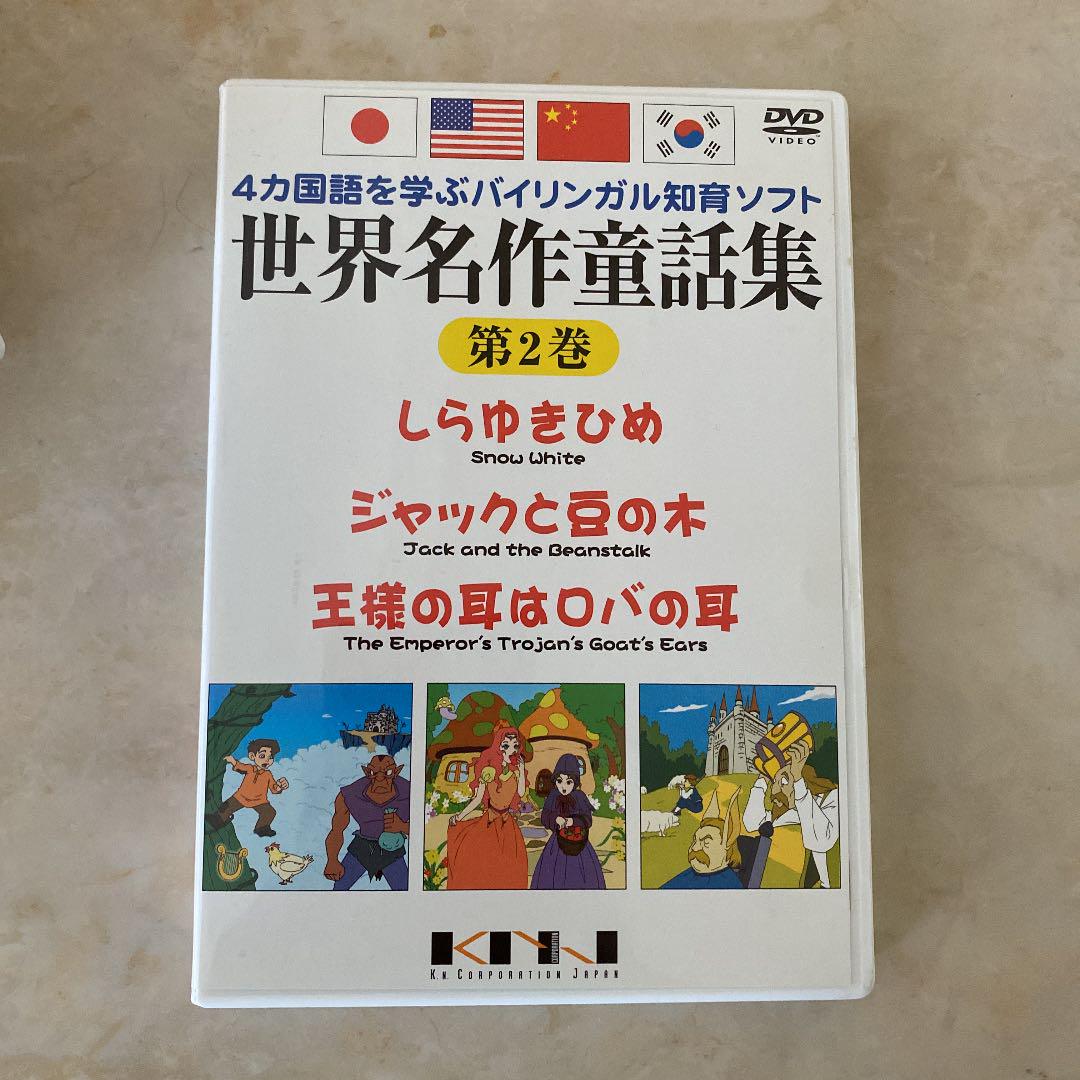 DVD
VIDEO
4カ国語を学ぶバイリンガル知育ソフト
世界名作童話集
第2巻
しらゆきひめ
Snow White
ジャックと豆の木
Jack and the Beanstalk
王様の耳はロバの耳
The Emperor's Trojan's Goat's Ears
KNJ
CORPORATION
K.N. CORPORATION JAPAN